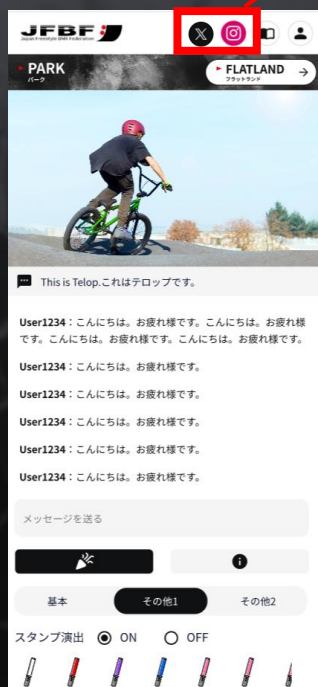 JFBF
Japan Freestyle BMX Federation
PARK
パーク
FLATLAND →
フラットランド
This is Telop.これはテロップです。
User1234：こんにちは。お疲れ様です。こんにちは。お疲れ様
です。こんにちは。お疲れ様です。こんにちは。お疲れ様です。
User1234：こんにちは。お疲れ様です。
User1234：こんにちは。お疲れ様です。
User1234：こんにちは。お疲れ様です。
User1234：こんにちは。お疲れ様です。
User1234：こんにちは。お疲れ様です。
メッセージを送る
基本 その他1 その他2
スタンプ演出 ON OFF